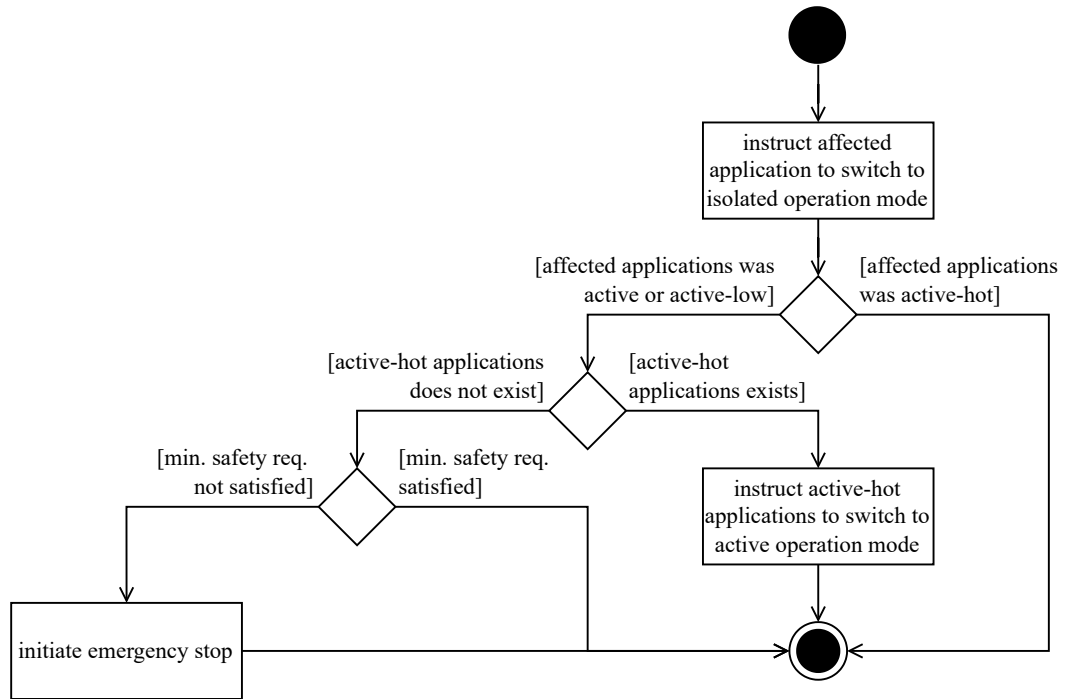 instruct affected
application to switch to
isolated operation mode
[affected applications was
active or active-low]
[affected applications
was active-hot]
[active-hot applications
does not exist]
[active-hot
applications exists]
[min. safety req.
not satisfied]
[min. safety req.
satisfied]
instruct active-hot
applications to switch to
active operation mode
initiate emergency stop